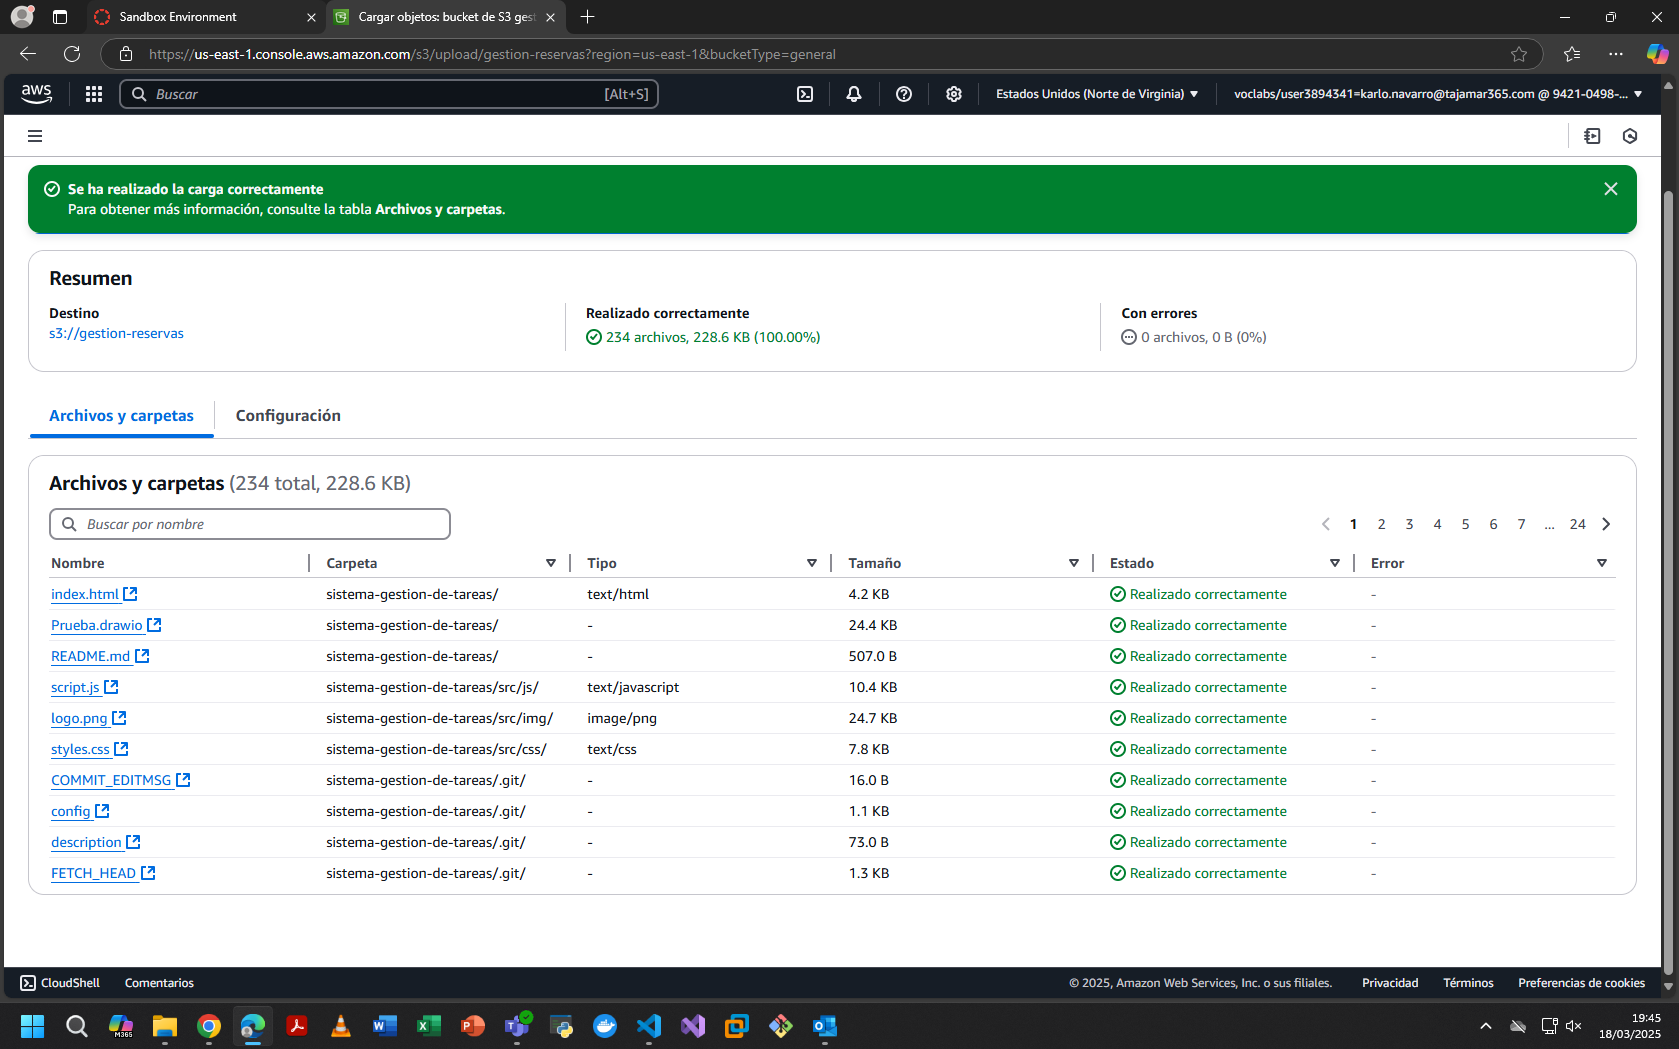 Sandbox Environment
Cargar objetos: bucket de S3 ges
https://us-east-1.console.aws.amazon.com/s3/upload/gestion-reservas?region=us-east-1&bucketType=general
aws
Buscar
[Alt+S]
Estados Unidos (Norte de Virginia)
voclabs/user3894341=karlo.navarro@tajamar365.com @ 9421-0498-...
Se ha realizado la carga correctamente
Para obtener más información, consulte la tabla Archivos y carpetas.
Resumen
Destino
s3://gestion-reservas
Realizado correctamente
234 archivos, 228.6 KB (100.00%)
Con errores
0 archivos, 0 B (0%)
Archivos y carpetas
Configuración
Archivos y carpetas (234 total, 228.6 KB)
Buscar por nombre
1 2 3 4 5 6 7 ... 24
Nombre Carpeta Tipo Tamaño Estado Error
index.html sistema-gestion-de-tareas/ text/html 4.2 KB Realizado correctamente -
Prueba.drawio sistema-gestion-de-tareas/ - 24.4 KB Realizado correctamente -
README.md sistema-gestion-de-tareas/ - 507.0 B Realizado correctamente -
script.js sistema-gestion-de-tareas/src/js/ text/javascript 10.4 KB Realizado correctamente -
logo.png sistema-gestion-de-tareas/src/img/ image/png 24.7 KB Realizado correctamente -
styles.css sistema-gestion-de-tareas/src/css/ text/css 7.8 KB Realizado correctamente -
COMMIT_EDITMSG sistema-gestion-de-tareas/.git/ - 16.0 B Realizado correctamente -
config sistema-gestion-de-tareas/.git/ - 1.1 KB Realizado correctamente -
description sistema-gestion-de-tareas/.git/ - 73.0 B Realizado correctamente -
FETCH_HEAD sistema-gestion-de-tareas/.git/ - 1.3 KB Realizado correctamente -
CloudShell
Comentarios
© 2025, Amazon Web Services, Inc. o sus filiales.
Privacidad
Términos
Preferencias de cookies
M365
19:45
18/03/2025